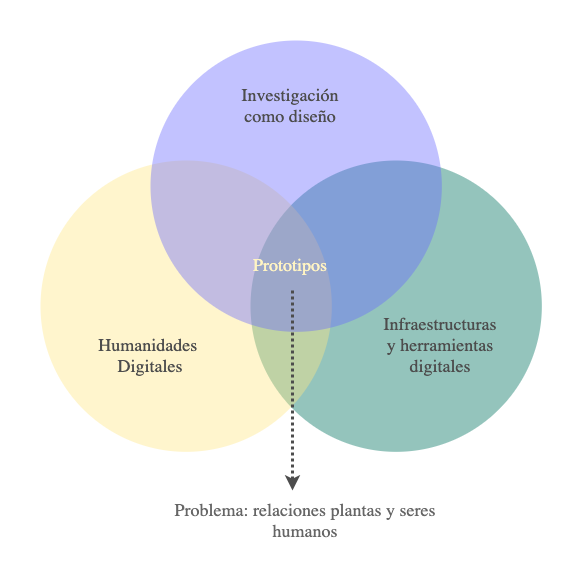 Investigación
como diseño
Prototipos
Humanidades
Digitales
Infraestructuras
y herramientas
digitales
Problema: relaciones plantas y seres
humanos